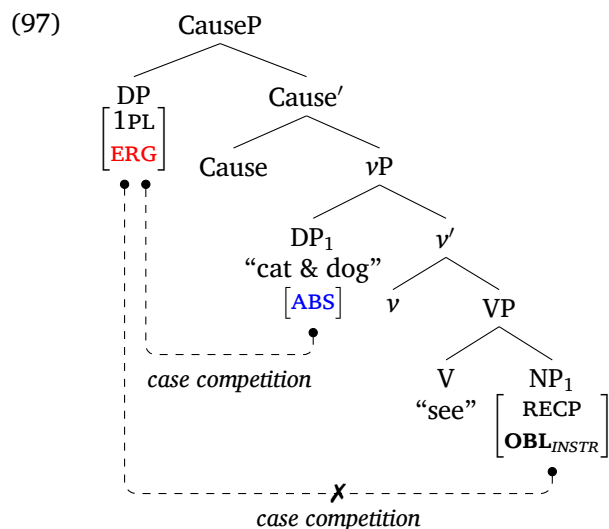 (97)
CauseP
DP
[1PL
ERG]
Cause′
Cause
vP
DP₁
“cat & dog”
[ABS]
v′
v
VP
case competition
V
“see”
NP₁
[RECP
OBL_INSTR]
✗
case competition